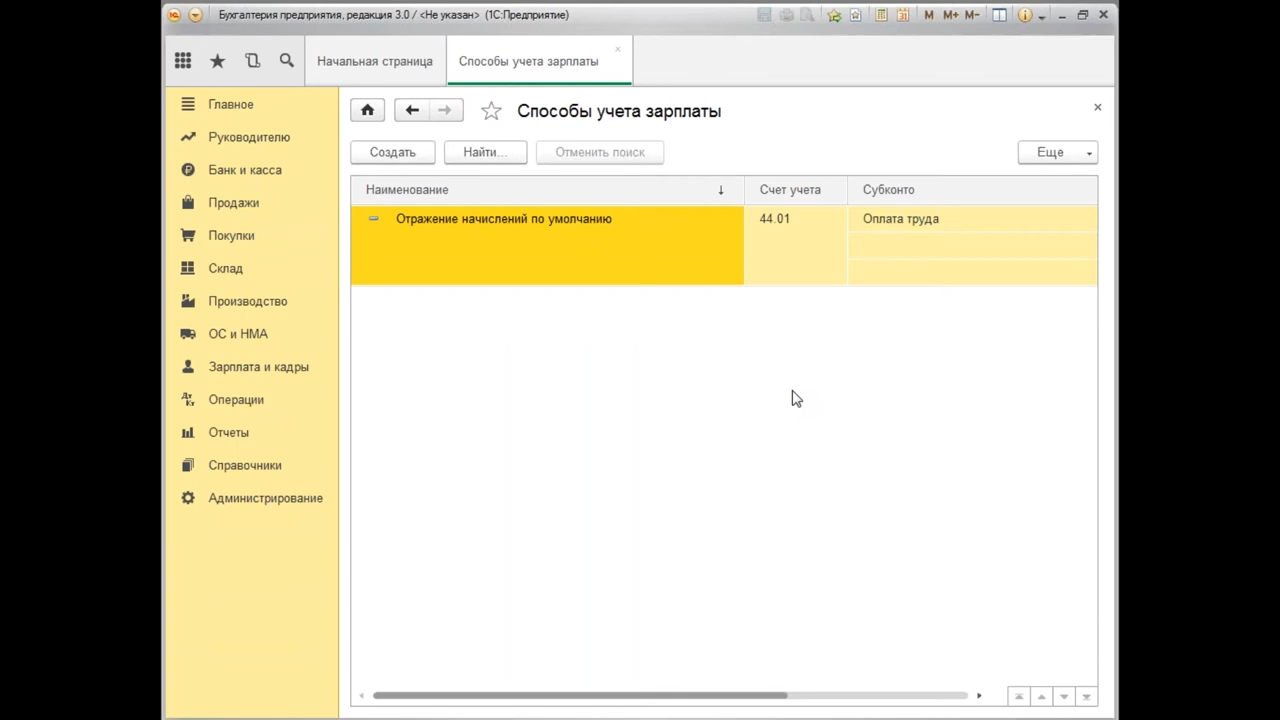 Бухгалтерия предприятия, редакция 3.0 / <Не указан> (1С:Предприятие)
M M+ M-
Начальная страница
Способы учета зарплаты
Главное
Руководителю
Банк и касса
Продажи
Покупки
Склад
Производство
ОС и НМА
Зарплата и кадры
Операции
Отчеты
Справочники
Администрирование
Способы учета зарплаты
Создать
Найти...
Отменить поиск
Еще
Наименование
Счет учета
Субконто
Отражение начислений по умолчанию
44.01
Оплата труда